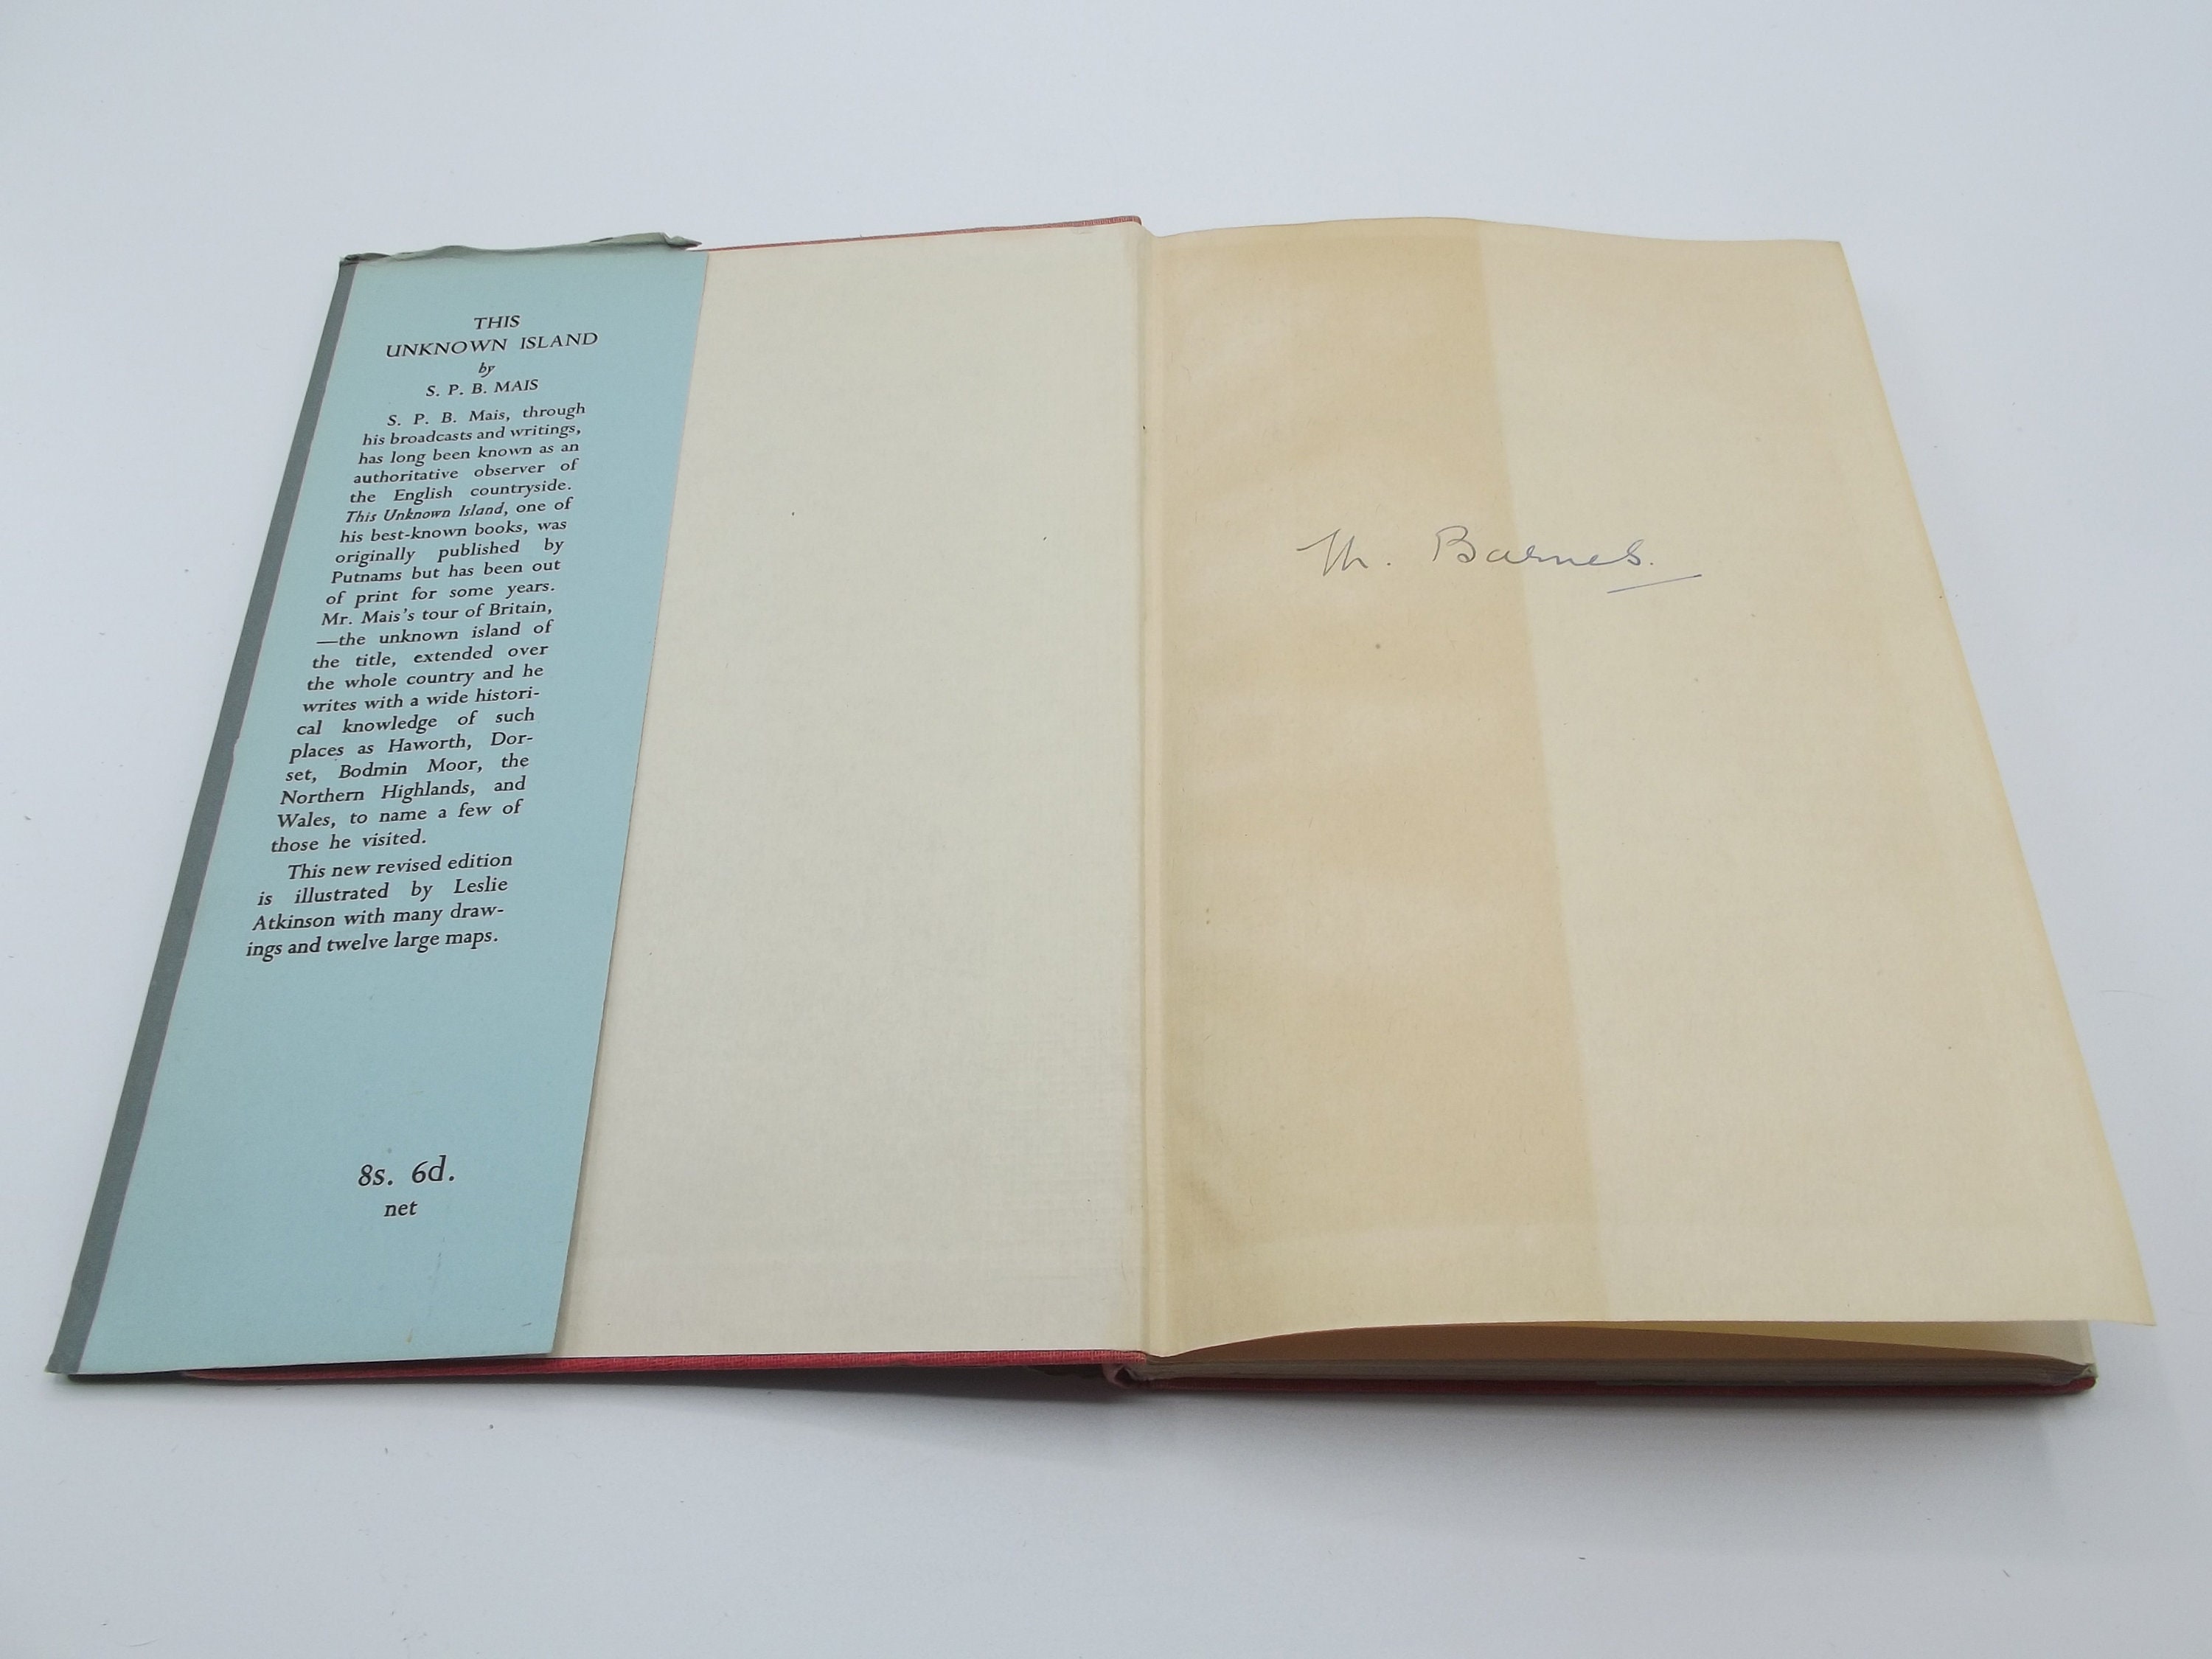 THIS
UNKNOWN ISLAND
by
S. P. B. MAIS
S. P. B. Mais, through
his broadcasts and writings,
has long been known as an
authoritative observer of
the English countryside.
This Unknown Island, one of
his best-known books, was
originally published by
Putnams but has been out
of print for some years.
Mr. Mais's tour of Britain,
—the unknown island of
the title, extended over
the whole country and he
writes with a wide histori-
cal knowledge of such
places as Haworth, Dor-
set, Bodmin Moor, the
Northern Highlands, and
Wales, to name a few of
those he visited.
This new revised edition
is illustrated by Leslie
Atkinson with many draw-
ings and twelve large maps.
8s. 6d.
net
Barnes.